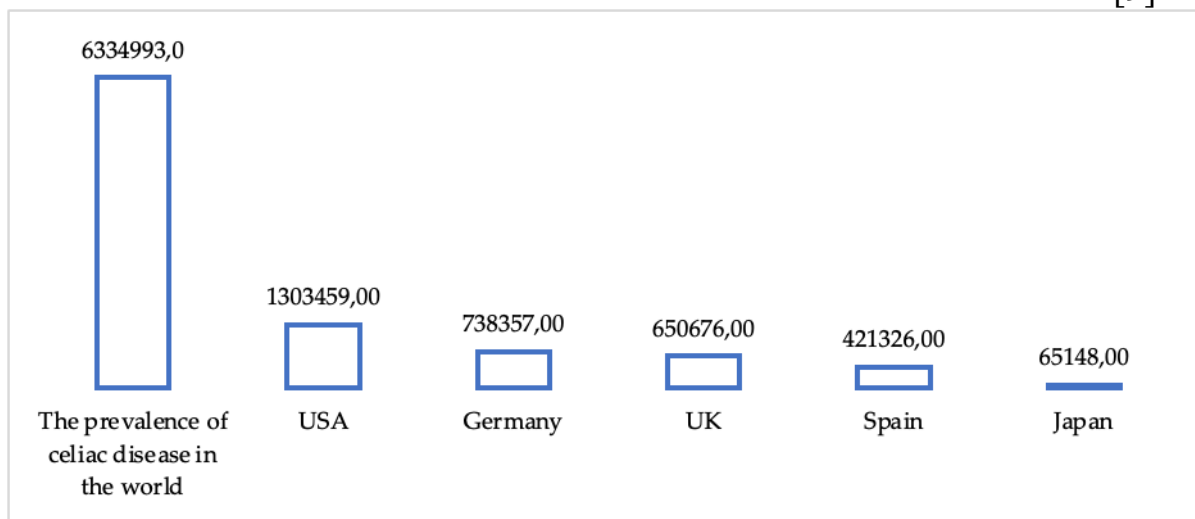 6334993,0
1303459,00
738357,00
650676,00
421326,00
65148,00
The prevalence of
celiac disease in
the world
USA
Germany
UK
Spain
Japan